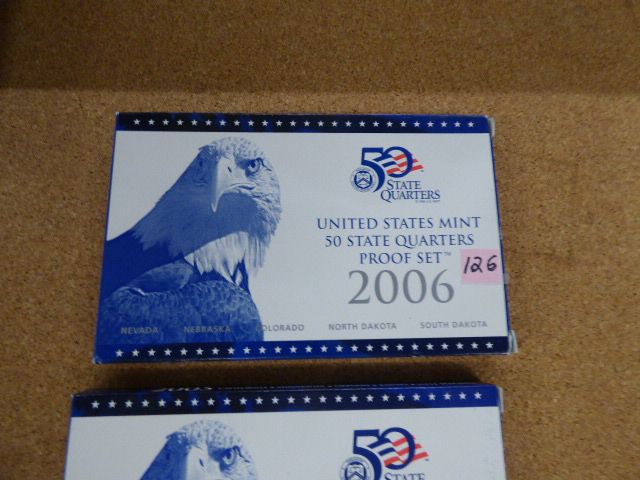 50
STATE
QUARTERS
UNITED STATES MINT
50 STATE QUARTERS
PROOF SET™
2006
126
NEVADA NEBRASKA COLORADO NORTH DAKOTA SOUTH DAKOTA
50
STATE